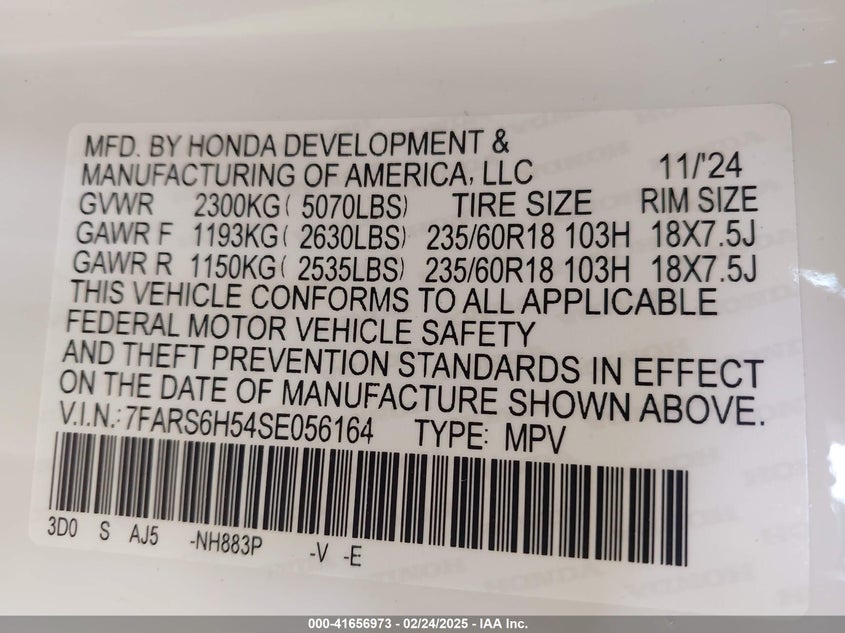 MFD. BY HONDA DEVELOPMENT &
MANUFACTURING OF AMERICA, LLC 11/'24
GVWR 2300KG( 5070LBS) TIRE SIZE RIM SIZE
GAWR F 1193KG( 2630LBS) 235/60R18 103H 18X7.5J
GAWR R 1150KG( 2535LBS) 235/60R18 103H 18X7.5J
THIS VEHICLE CONFORMS TO ALL APPLICABLE
FEDERAL MOTOR VEHICLE SAFETY
AND THEFT PREVENTION STANDARDS IN EFFECT
ON THE DATE OF MANUFACTURE SHOWN ABOVE.
V.I.N.: 7FARS6H54SE056164 TYPE: MPV
3D0 S AJ5 -NH883P -V -E
000-41656973 - 02/24/2025 - IAA Inc.